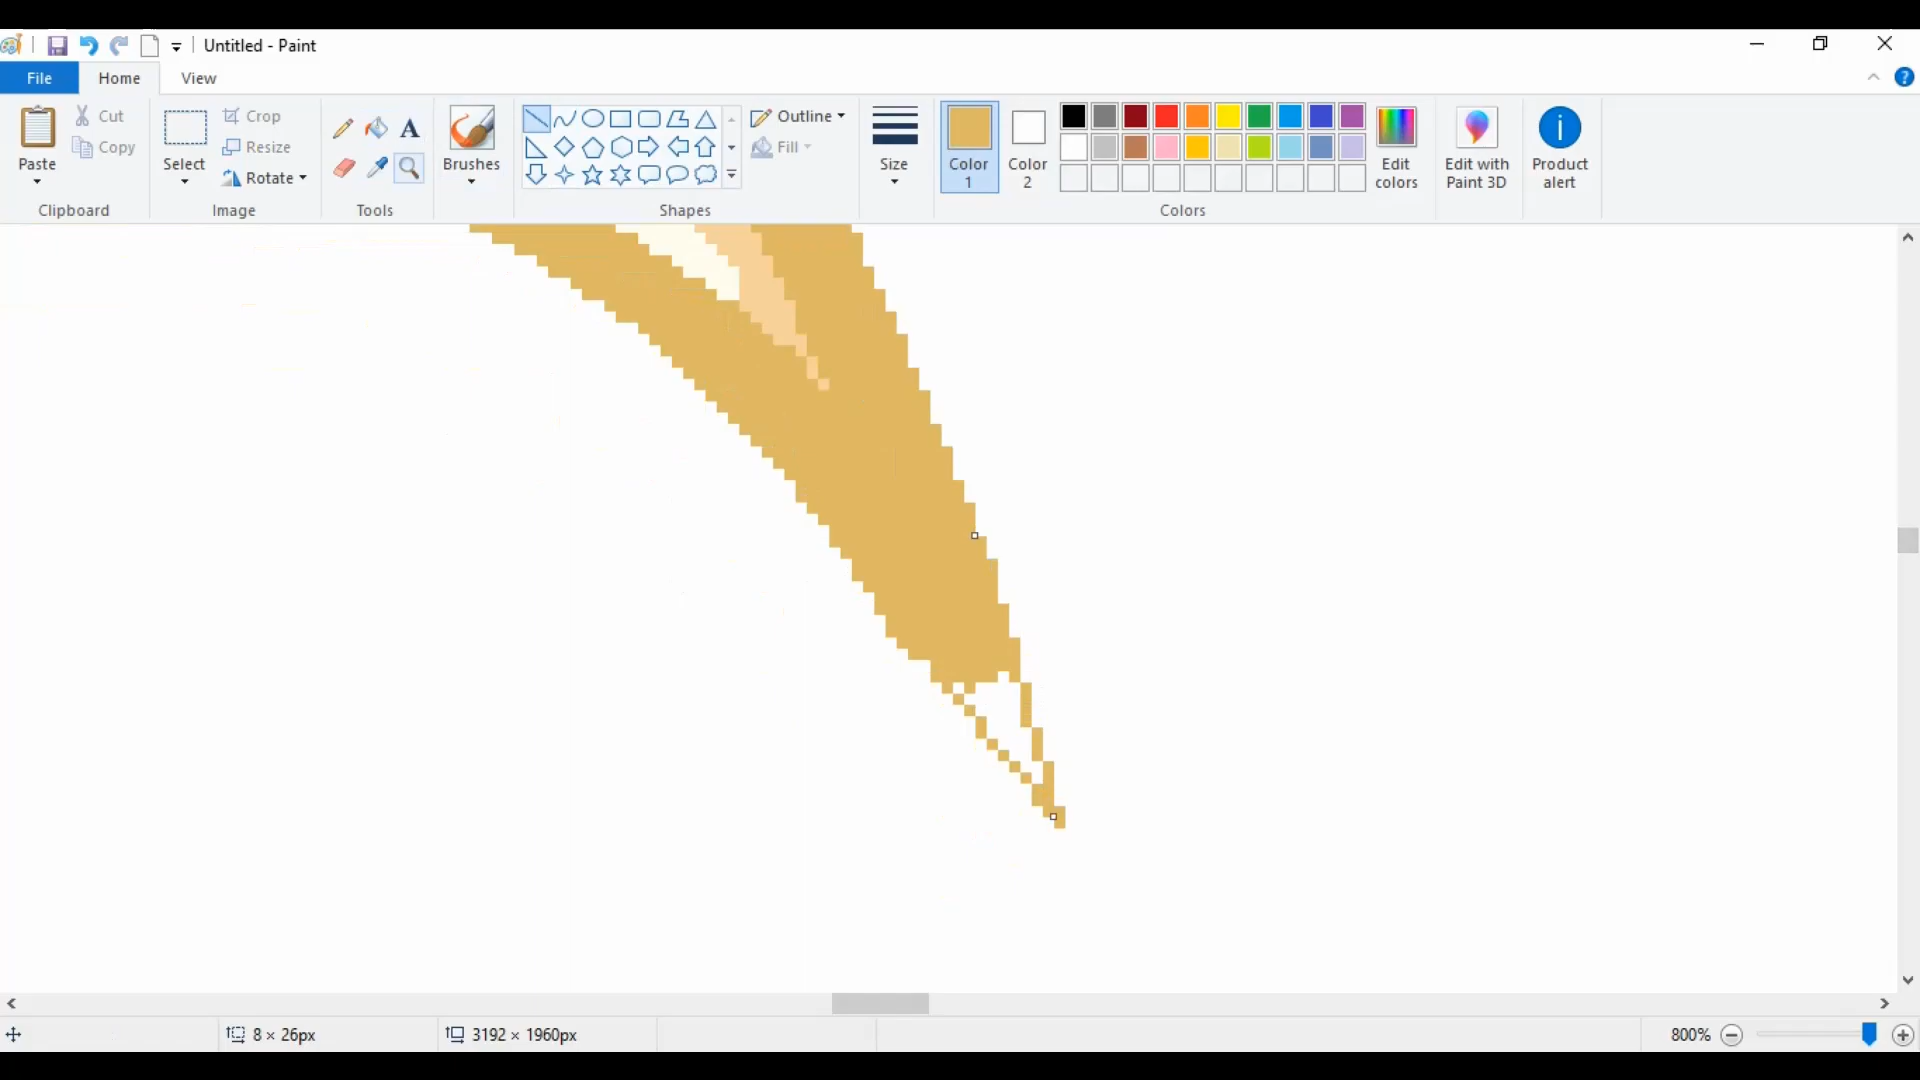 Untitled - Paint
File Home View
Paste Cut Copy
Select Crop Resize Rotate
A
Brushes
Outline Fill
Size
Color 1 Color 2
Edit colors
Edit with Paint 3D
Product alert
Clipboard Image Tools Shapes Colors
8 × 26px 3192 × 1960px 800%